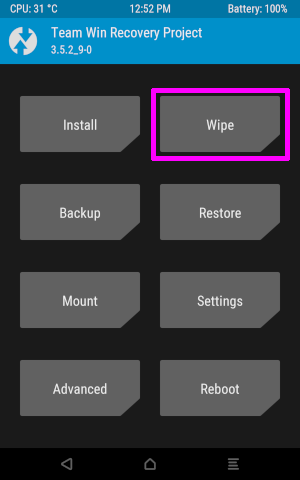 CPU: 31 °C 12:52 PM Battery: 100%
Team Win Recovery Project
3.5.2_9-0
Install Wipe
Backup Restore
Mount Settings
Advanced Reboot